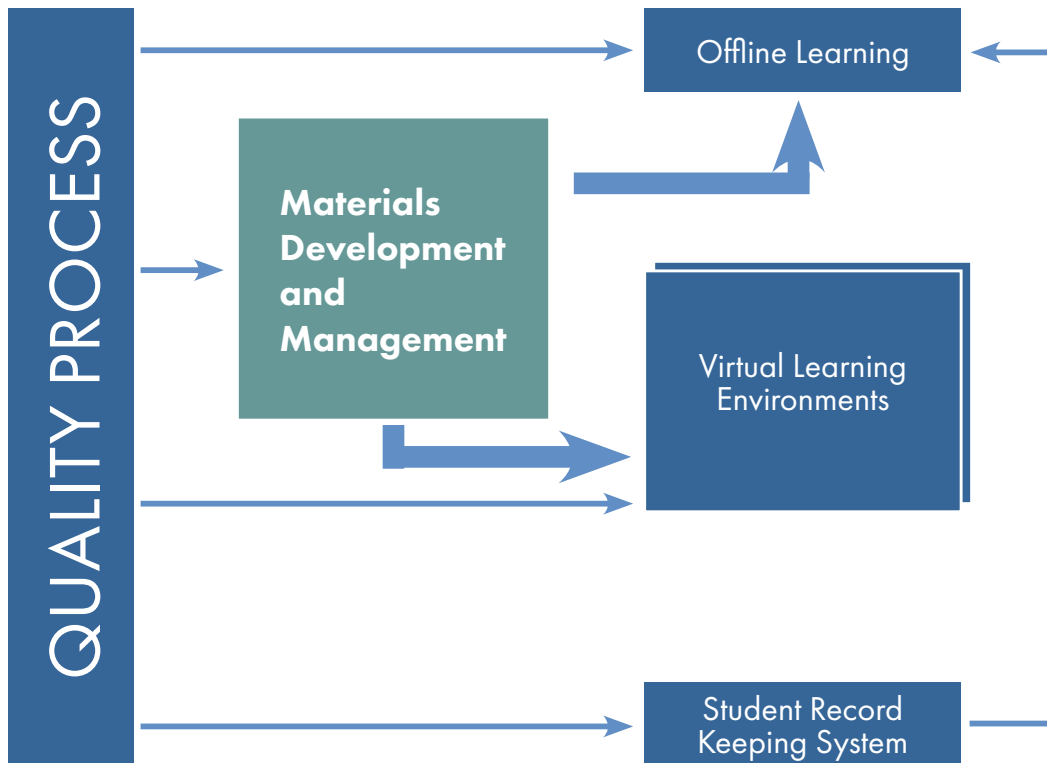 QUALITY PROCESS
Offline Learning
Materials
Development
and
Management
Virtual Learning
Environments
Student Record
Keeping System